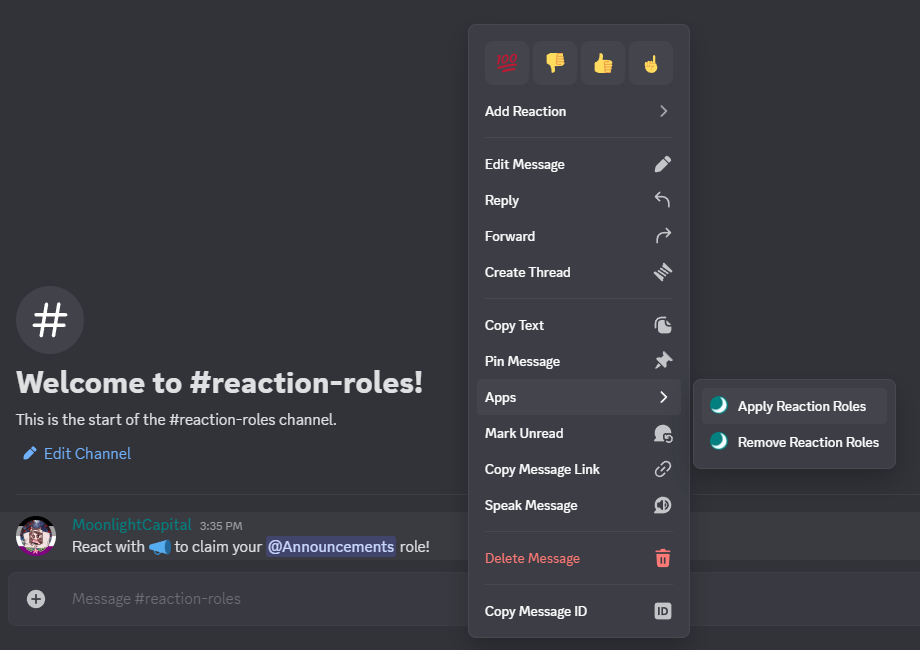 Add Reaction
Edit Message
Reply
Forward
Create Thread
Copy Text
Pin Message
Apps
Mark Unread
Copy Message Link
Speak Message
Delete Message
Copy Message ID
ID
Apply Reaction Roles
Remove Reaction Roles
Welcome to #reaction-roles!
This is the start of the #reaction-roles channel.
Edit Channel
MoonlightCapital 3:35 PM
React with 📣 to claim your @Announcements role!
Message #reaction-roles